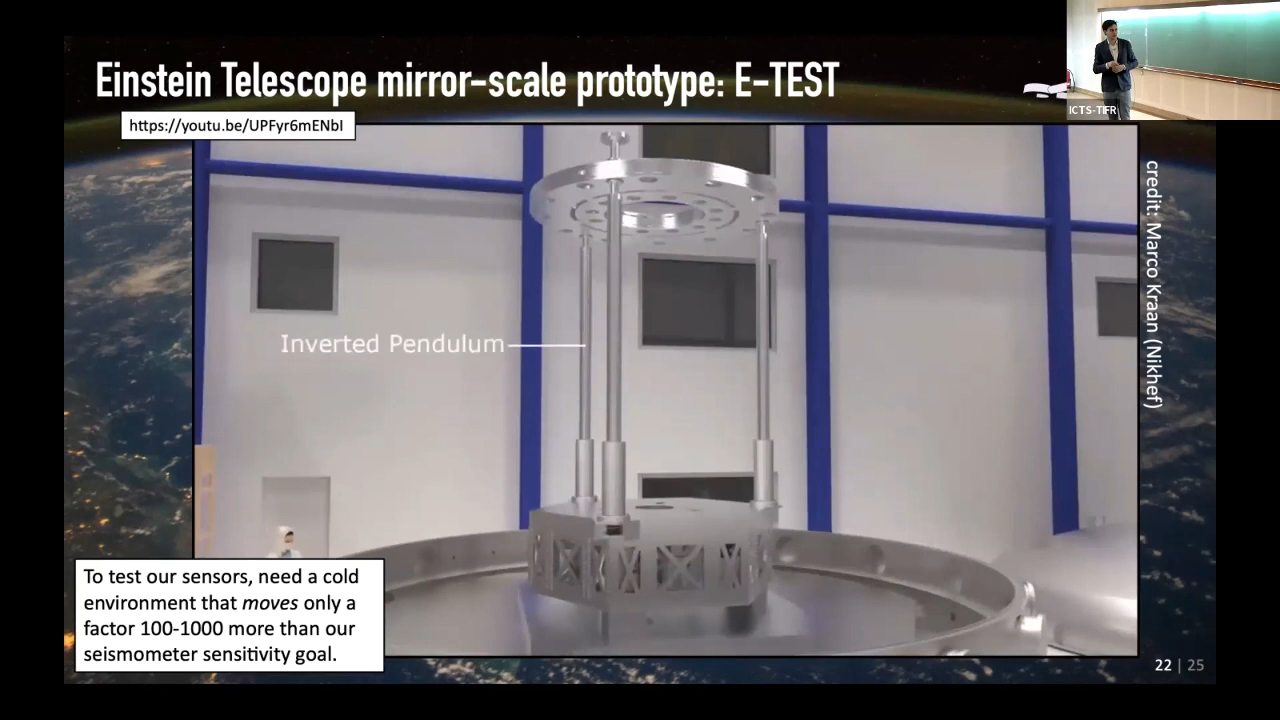 Einstein Telescope mirror-scale prototype: E-TEST
https://youtu.be/UPFyr6mENbI
ICTS-TIFR
Inverted Pendulum
credit: Marco Kraan (Nikhef)
To test our sensors, need a cold
environment that moves only a
factor 100-1000 more than our
seismometer sensitivity goal.
22 | 25